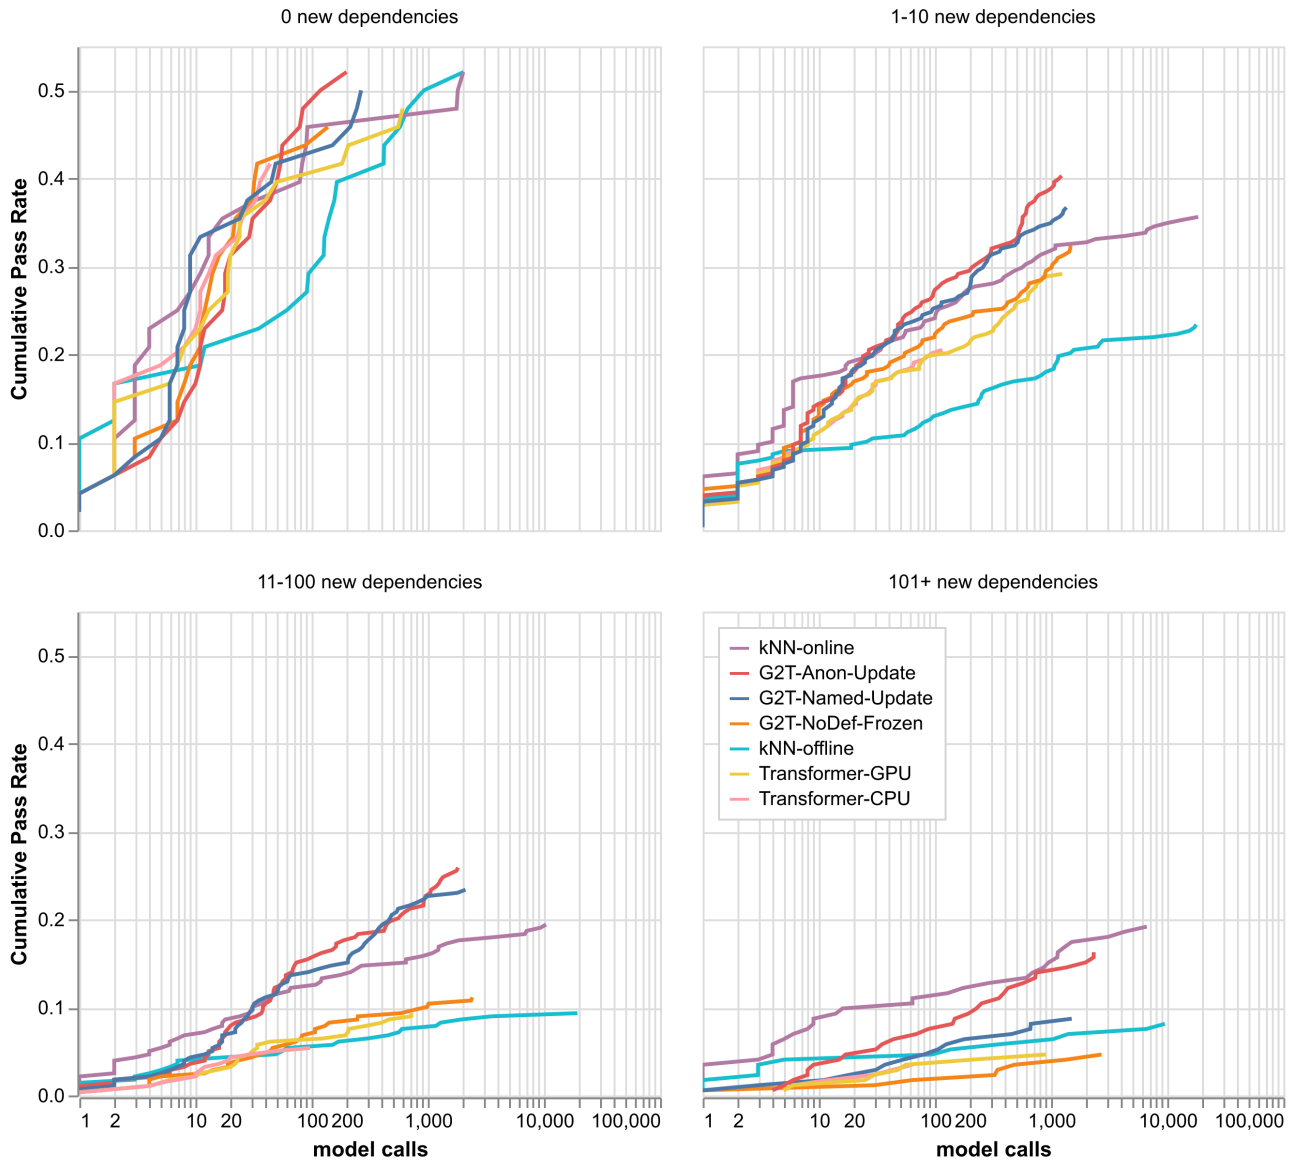 0 new dependencies
1-10 new dependencies
Cumulative Pass Rate
0.5
0.4
0.3
0.2
0.1
0.0
11-100 new dependencies
101+ new dependencies
Cumulative Pass Rate
0.5
0.4
0.3
0.2
0.1
0.0
kNN-online
G2T-Anon-Update
G2T-Named-Update
G2T-NoDef-Frozen
kNN-offline
Transformer-GPU
Transformer-CPU
1 2 10 20 100 200 1,000 10,000 100,000
1 2 10 20 100 200 1,000 10,000 100,000
model calls
model calls